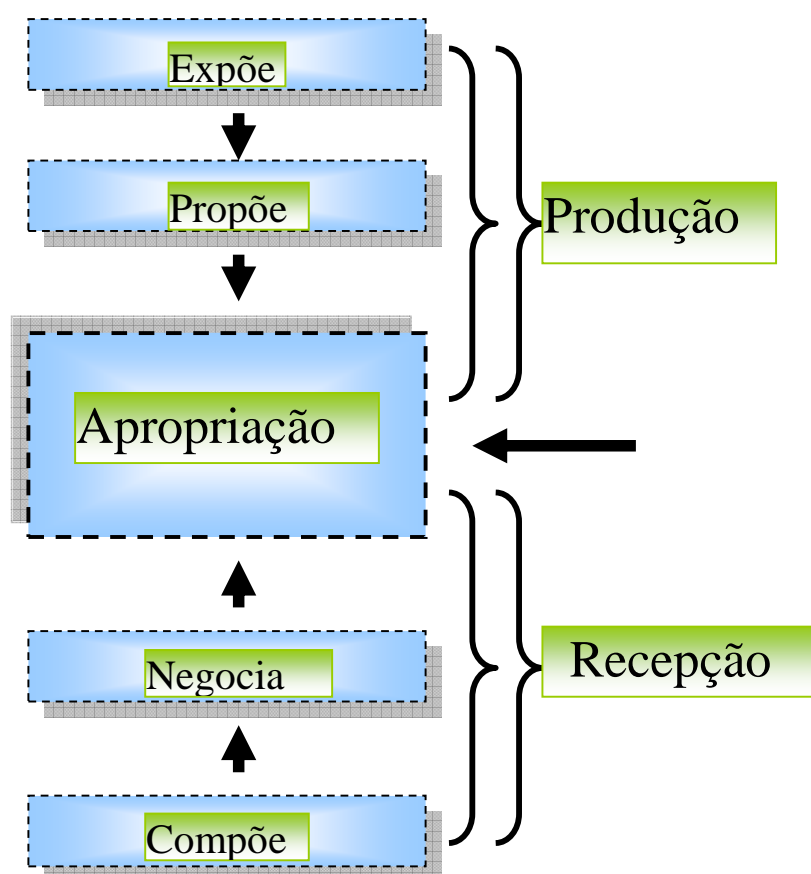 Expõe
Propõe
Produção
Apropriação
Negocia
Recepção
Compõe